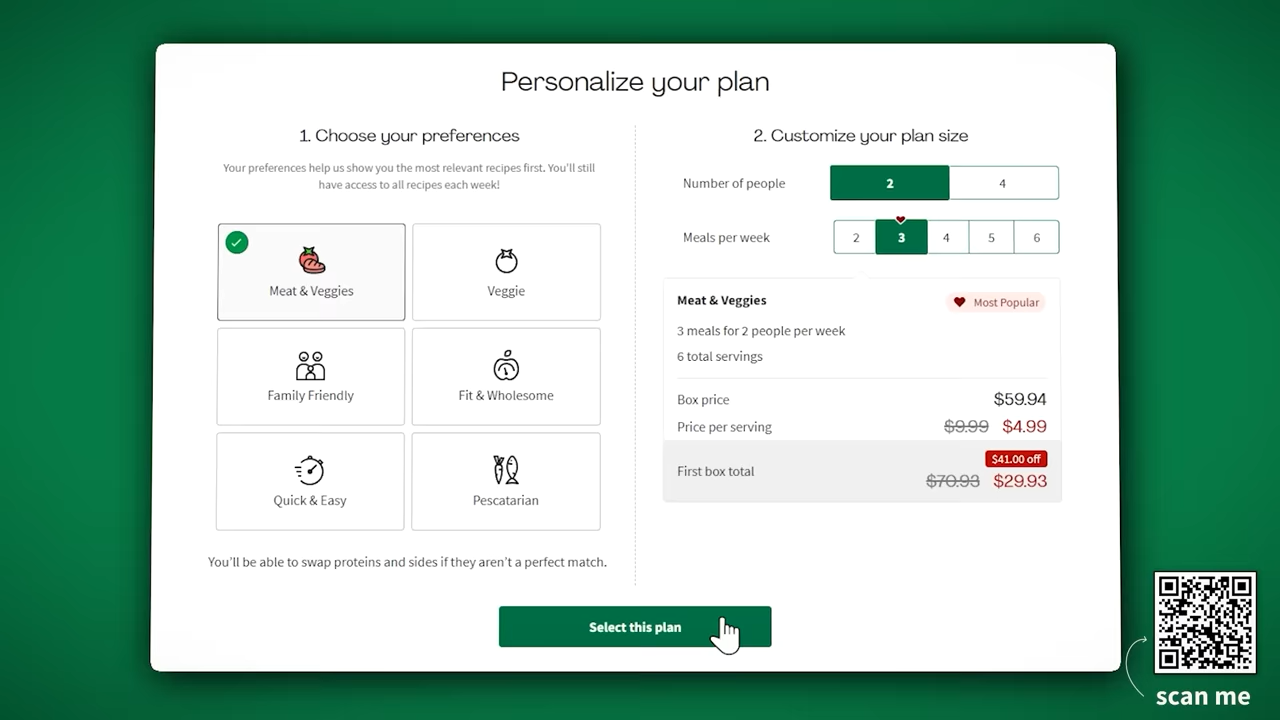 Personalize your plan
1. Choose your preferences
Your preferences help us show you the most relevant recipes first. You'll still
have access to all recipes each week!
Meat & Veggies
Veggie
Family Friendly
Fit & Wholesome
Quick & Easy
Pescatarian
You'll be able to swap proteins and sides if they aren't a perfect match.
2. Customize your plan size
Number of people
2
4
Meals per week
2
3
4
5
6
Meat & Veggies
Most Popular
3 meals for 2 people per week
6 total servings
Box price
$59.94
Price per serving
$9.99 $4.99
$41.00 off
First box total
$70.93 $29.93
Select this plan
scan me